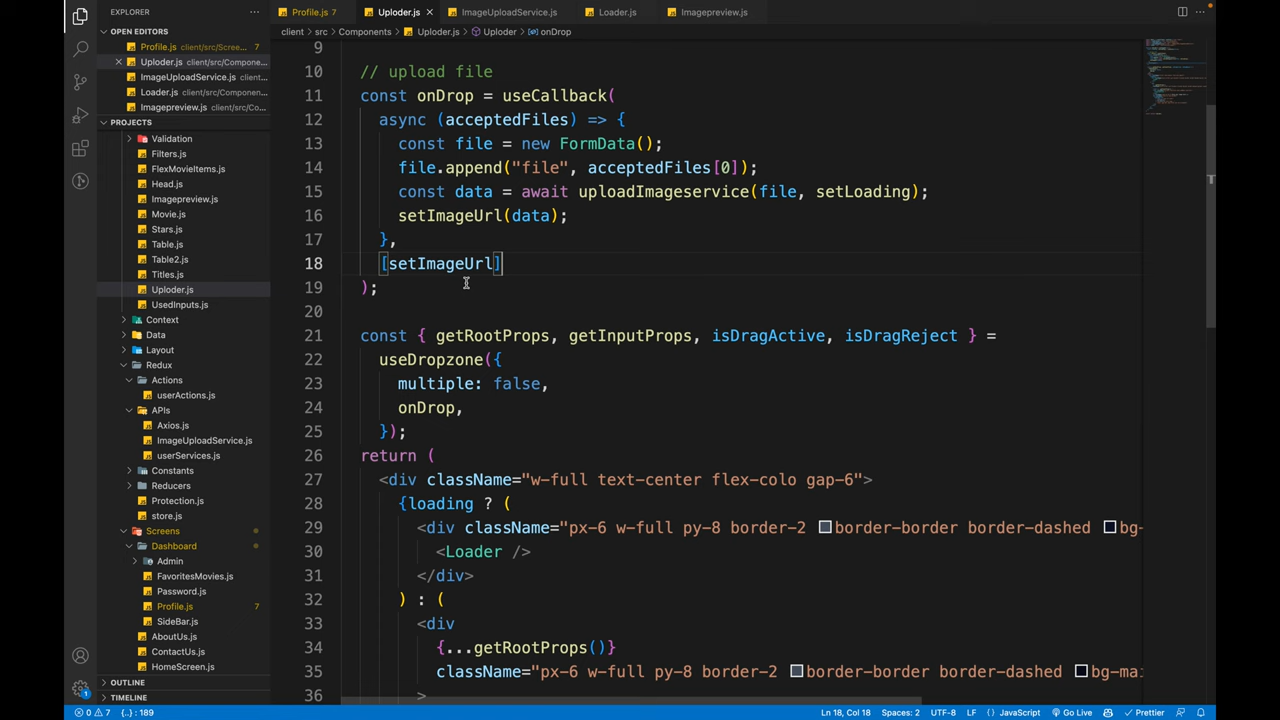 EXPLORER
Profile.js 7
Uploder.js
ImageUploadService.js
Loader.js
Imagepreview.js
OPEN EDITORS
client > src > Components > Uploder.js > Uploder > onDrop
Profile.js client/src/Scree... 7
Uploder.js client/src/Compone...
ImageUploadService.js client/...
Loader.js client/src/Compone...
Imagepreview.js client/src/Co...
PROJECTS
Validation
Filters.js
FlexMovieItems.js
Head.js
Imagepreview.js
Movie.js
Stars.js
Table.js
Table2.js
Titles.js
Uploder.js
UsedInputs.js
Context
Data
Layout
Redux
Actions
userActions.js
APIs
Axios.js
ImageUploadService.js
userServices.js
Constants
Reducers
Protection.js
store.js
Screens
Dashboard
Admin
FavoritesMovies.js
Password.js
Profile.js 7
SideBar.js
AboutUs.js
ContactUs.js
HomeScreen.js
OUTLINE
TIMELINE
9
10 // upload file
11 const onDrop = useCallback(
12 async (acceptedFiles) => {
13 const file = new FormData();
14 file.append("file", acceptedFiles[0]);
15 const data = await uploadImageservice(file, setLoading);
16 setImageUrl(data);
17 },
18 [setImageUrl]
19 );
20
21 const { getRootProps, getInputProps, isDragActive, isDragReject } =
22 useDropzone({
23 multiple: false,
24 onDrop,
25 });
26 return (
27 <div className="w-full text-center flex-colo gap-6">
28 {loading ? (
29 <div className="px-6 w-full py-8 border-2 border-border border-dashed bg-
30 <Loader />
31 </div>
32 ) : (
33 <div
34 {...getRootProps()}
35 className="px-6 w-full py-8 border-2 border-border border-dashed bg-ma
36 >
1
0 7 {..} : 189
Ln 18, Col 18 Spaces: 2 UTF-8 LF {} JavaScript Go Live Prettier